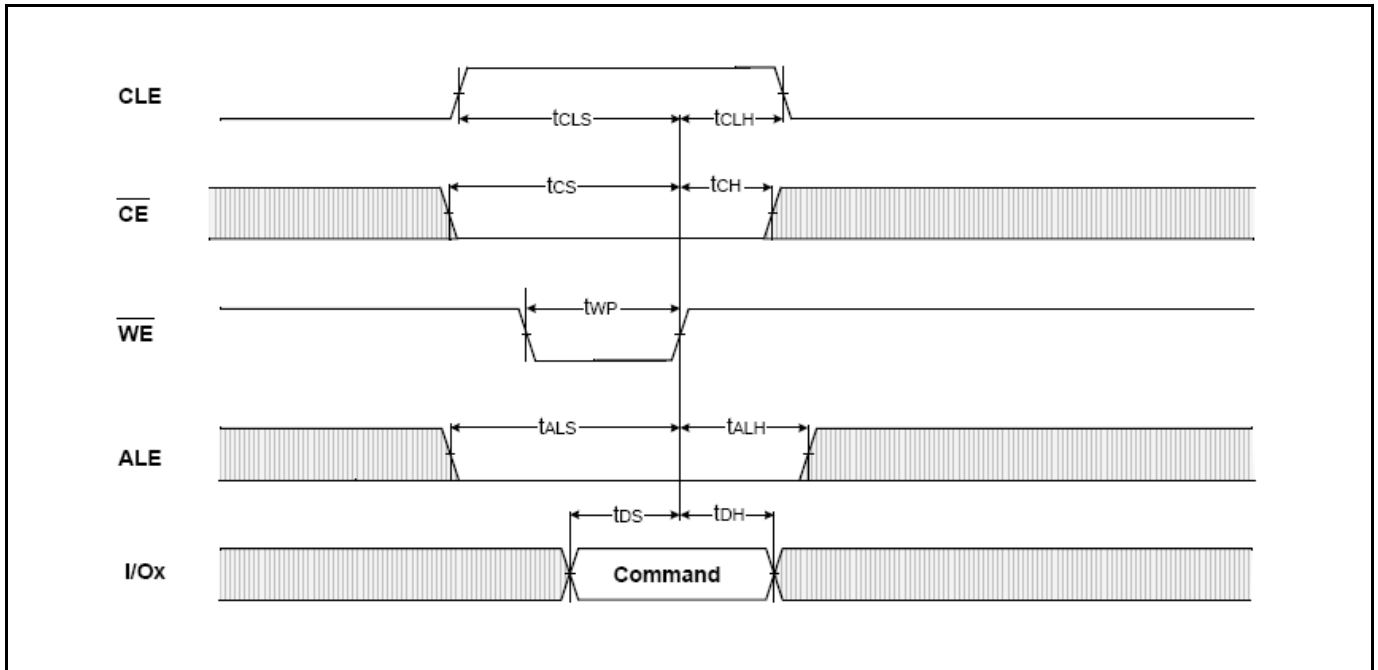 CLE
tCLS
tCLH
CE
tCS
tCH
WE
tWP
ALE
tALS
tALH
I/Ox
tDS
tDH
Command